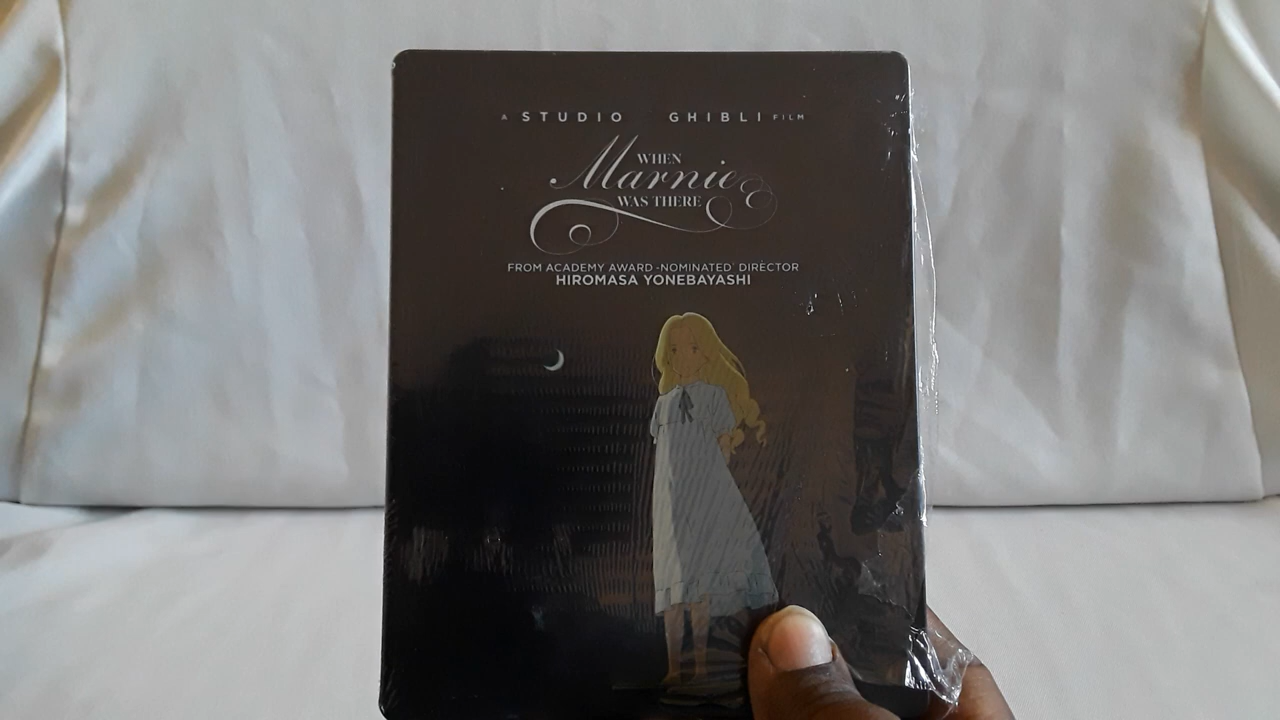 A STUDIO GHIBLI FILM
WHEN
Marnie
WAS THERE
FROM ACADEMY AWARD-NOMINATED DIRECTOR
HIROMASA YONEBAYASHI